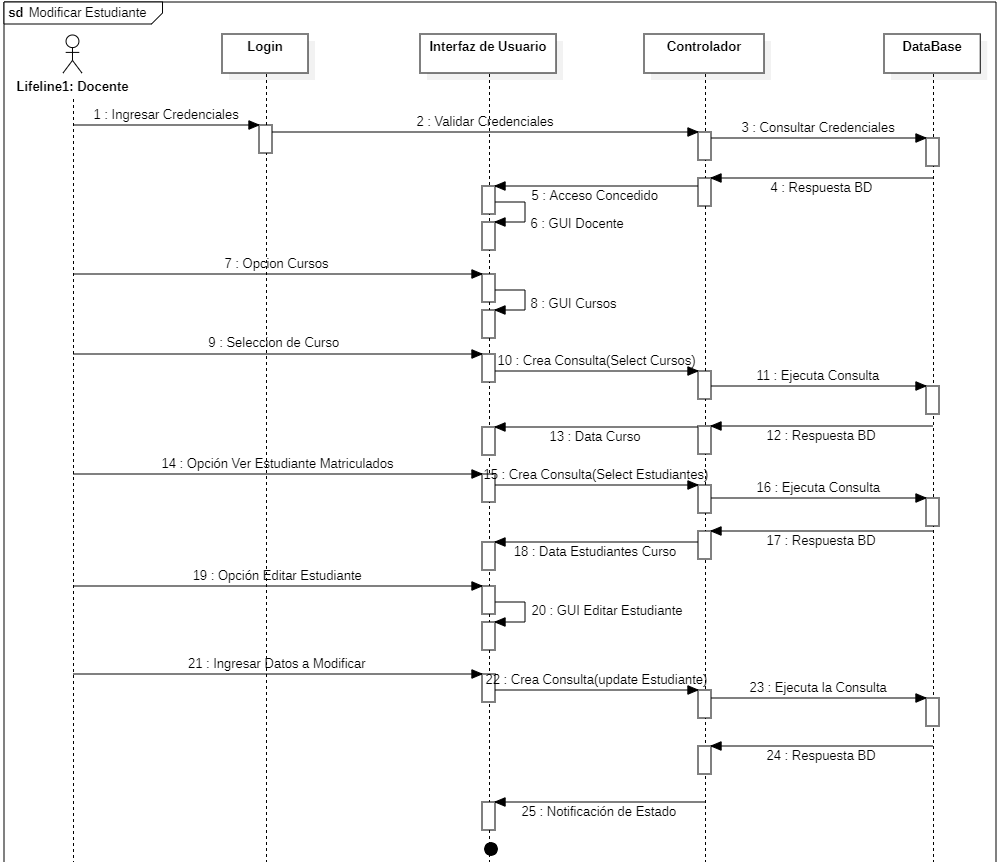 sd Modificar Estudiante
Login
Interfaz de Usuario
Controlador
DataBase
Lifeline1: Docente
1 : Ingresar Credenciales
2 : Validar Credenciales
3 : Consultar Credenciales
4 : Respuesta BD
5 : Acceso Concedido
6 : GUI Docente
7 : Opcion Cursos
8 : GUI Cursos
9 : Seleccion de Curso
10 : Crea Consulta(Select Cursos)
11 : Ejecuta Consulta
12 : Respuesta BD
13 : Data Curso
14 : Opción Ver Estudiante Matriculados
15 : Crea Consulta(Select Estudiantes)
16 : Ejecuta Consulta
17 : Respuesta BD
18 : Data Estudiantes Curso
19 : Opción Editar Estudiante
20 : GUI Editar Estudiante
21 : Ingresar Datos a Modificar
22 : Crea Consulta(update Estudiante)
23 : Ejecuta la Consulta
24 : Respuesta BD
25 : Notificación de Estado